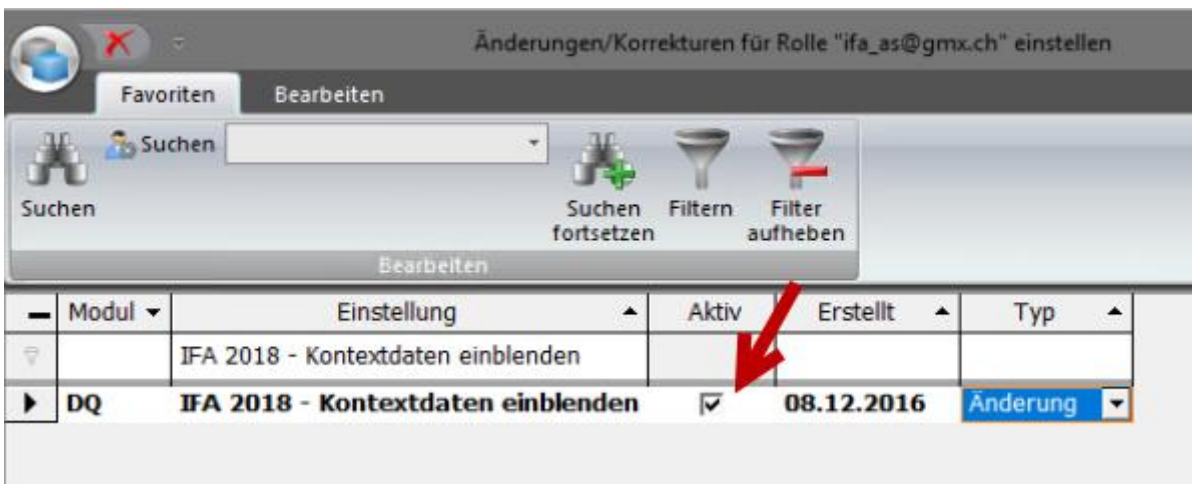 Änderungen/Korrekturen für Rolle "ifa_as@gmx.ch" einstellen
Favoriten Bearbeiten
Suchen
Suchen Suchen fortsetzen Filtern Filter aufheben
Bearbeiten
Modul Einstellung Aktiv Erstellt Typ
IFA 2018 - Kontextdaten einblenden
DQ IFA 2018 - Kontextdaten einblenden 08.12.2016 Änderung